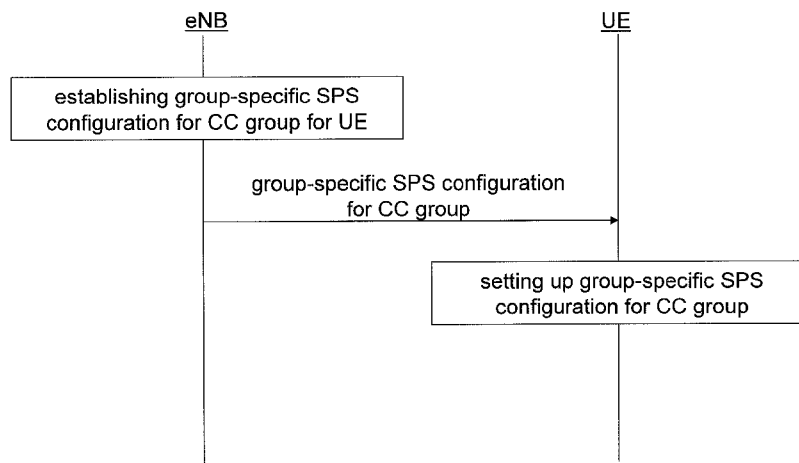 eNB
UE
establishing group-specific SPS
configuration for CC group for UE
group-specific SPS configuration
for CC group
setting up group-specific SPS
configuration for CC group